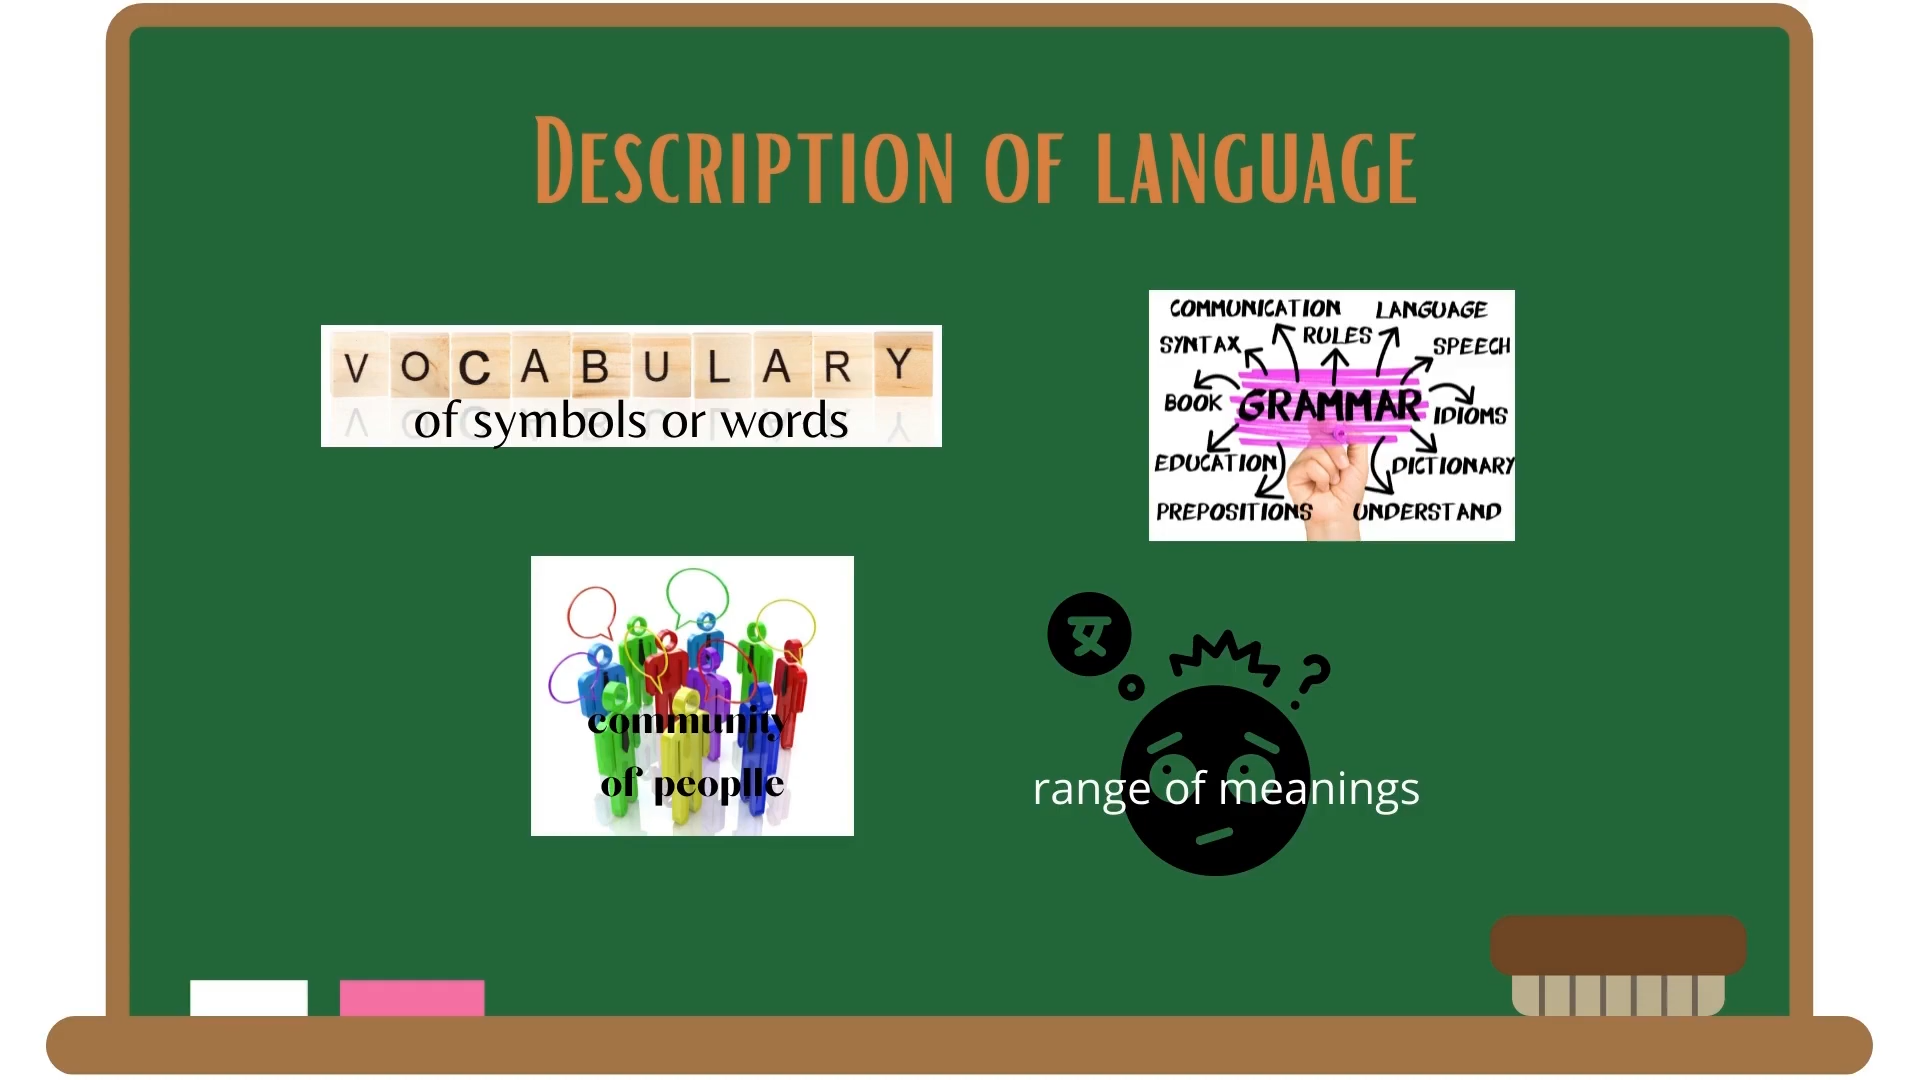 DESCRIPTION OF LANGUAGE
VOCABULARY
of symbols or words
COMMUNICATION LANGUAGE
SYNTAX RULES SPEECH
BOOK GRAMMAR IDIOMS
EDUCATION DICTIONARY
PREPOSITIONS UNDERSTAND
community
of peoplle
range of meanings
?